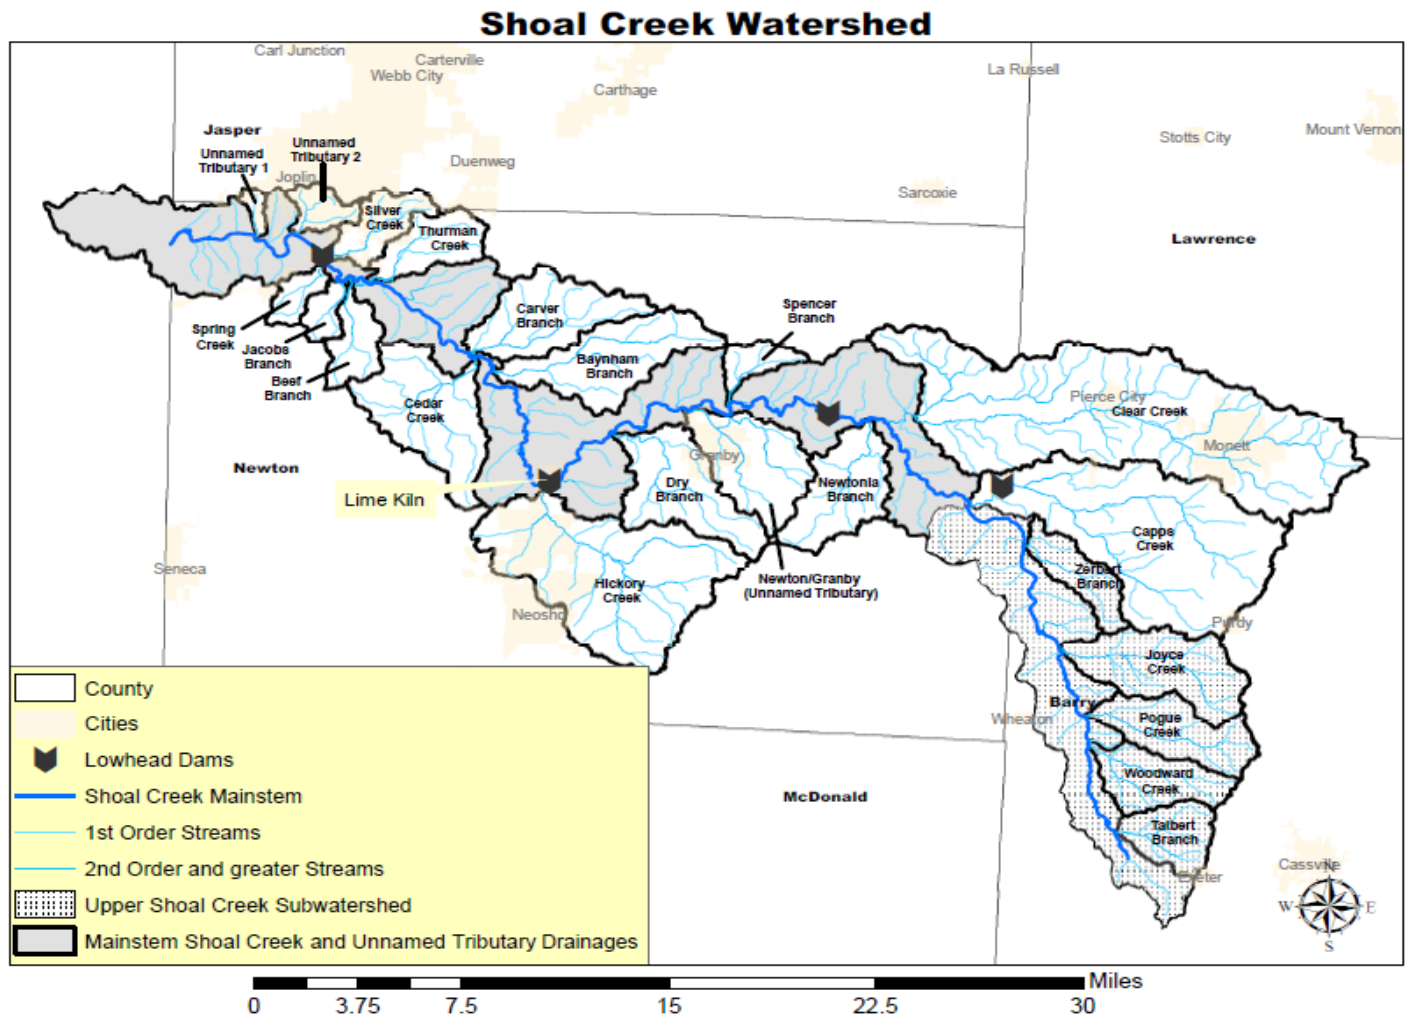 Shoal Creek Watershed
Carl Junction
Carterville
Webb City
Carthage
La Russell
Mount Vernon
Stotts City
Jasper
Unnamed
Tributary 1
Unnamed
Tributary 2
Joplin
Duenweg
Sarcoxie
Silver
Creek
Thurman
Creek
Lawrence
Carver
Branch
Spencer
Branch
Spring
Creek
Jacobs
Branch
Beef
Branch
Baynham
Branch
Cedar
Creek
Pierce City
Clear Creek
Monett
Newton
Granby
Lime Kiln
Dry
Branch
Newtonia
Branch
Capps
Creek
Seneca
Zerbert
Branch
Newton/Granby
(Unnamed Tributary)
Hickory
Creek
Neosho
Purdy
Joyce
Creek
Barry
Wheaton
Pogue
Creek
Woodward
Creek
McDonald
Talbert
Branch
Exeter
Cassville
N
W
E
S
County
Cities
Lowhead Dams
Shoal Creek Mainstem
1st Order Streams
2nd Order and greater Streams
Upper Shoal Creek Subwatershed
Mainstem Shoal Creek and Unnamed Tributary Drainages
Miles
0 3.75 7.5 15 22.5 30